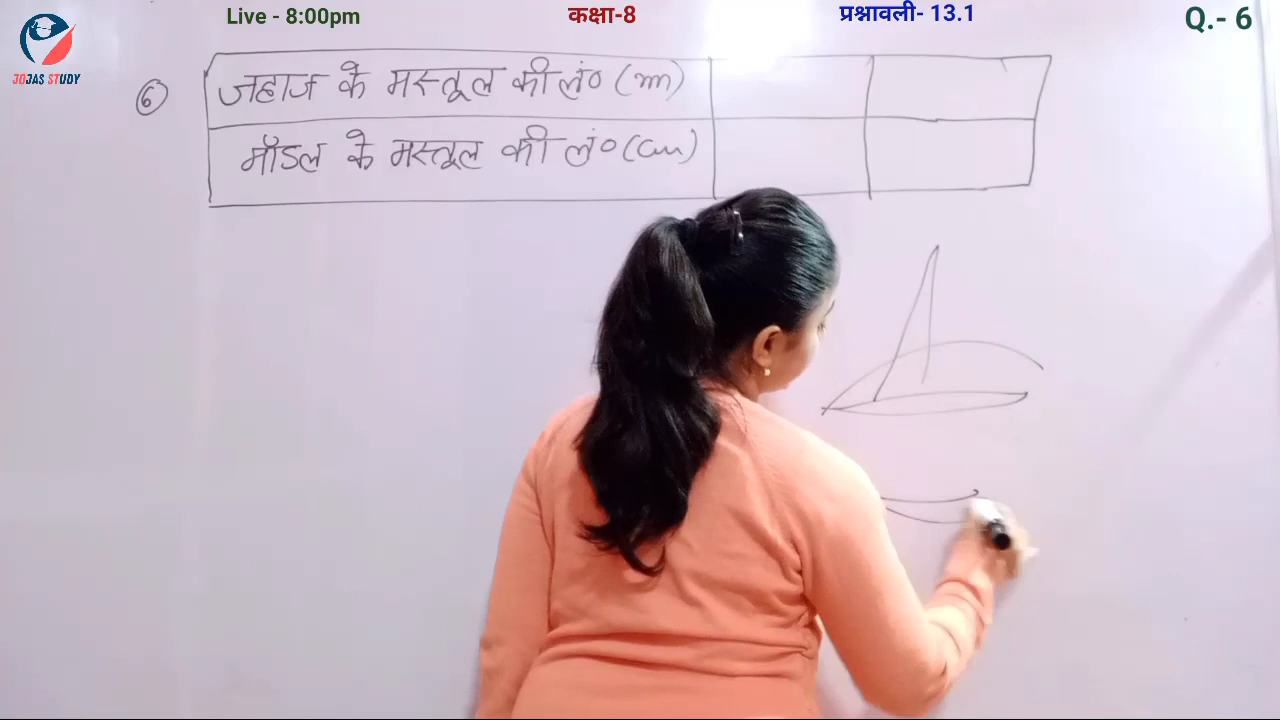 Live - 8:00pm
कक्षा-8
प्रश्नावली- 13.1
Q.- 6
JOJAS STUDY
⑥ जहाज के मस्तूल की लं० (m)
मॉडल के मस्तूल की लं० (cm)